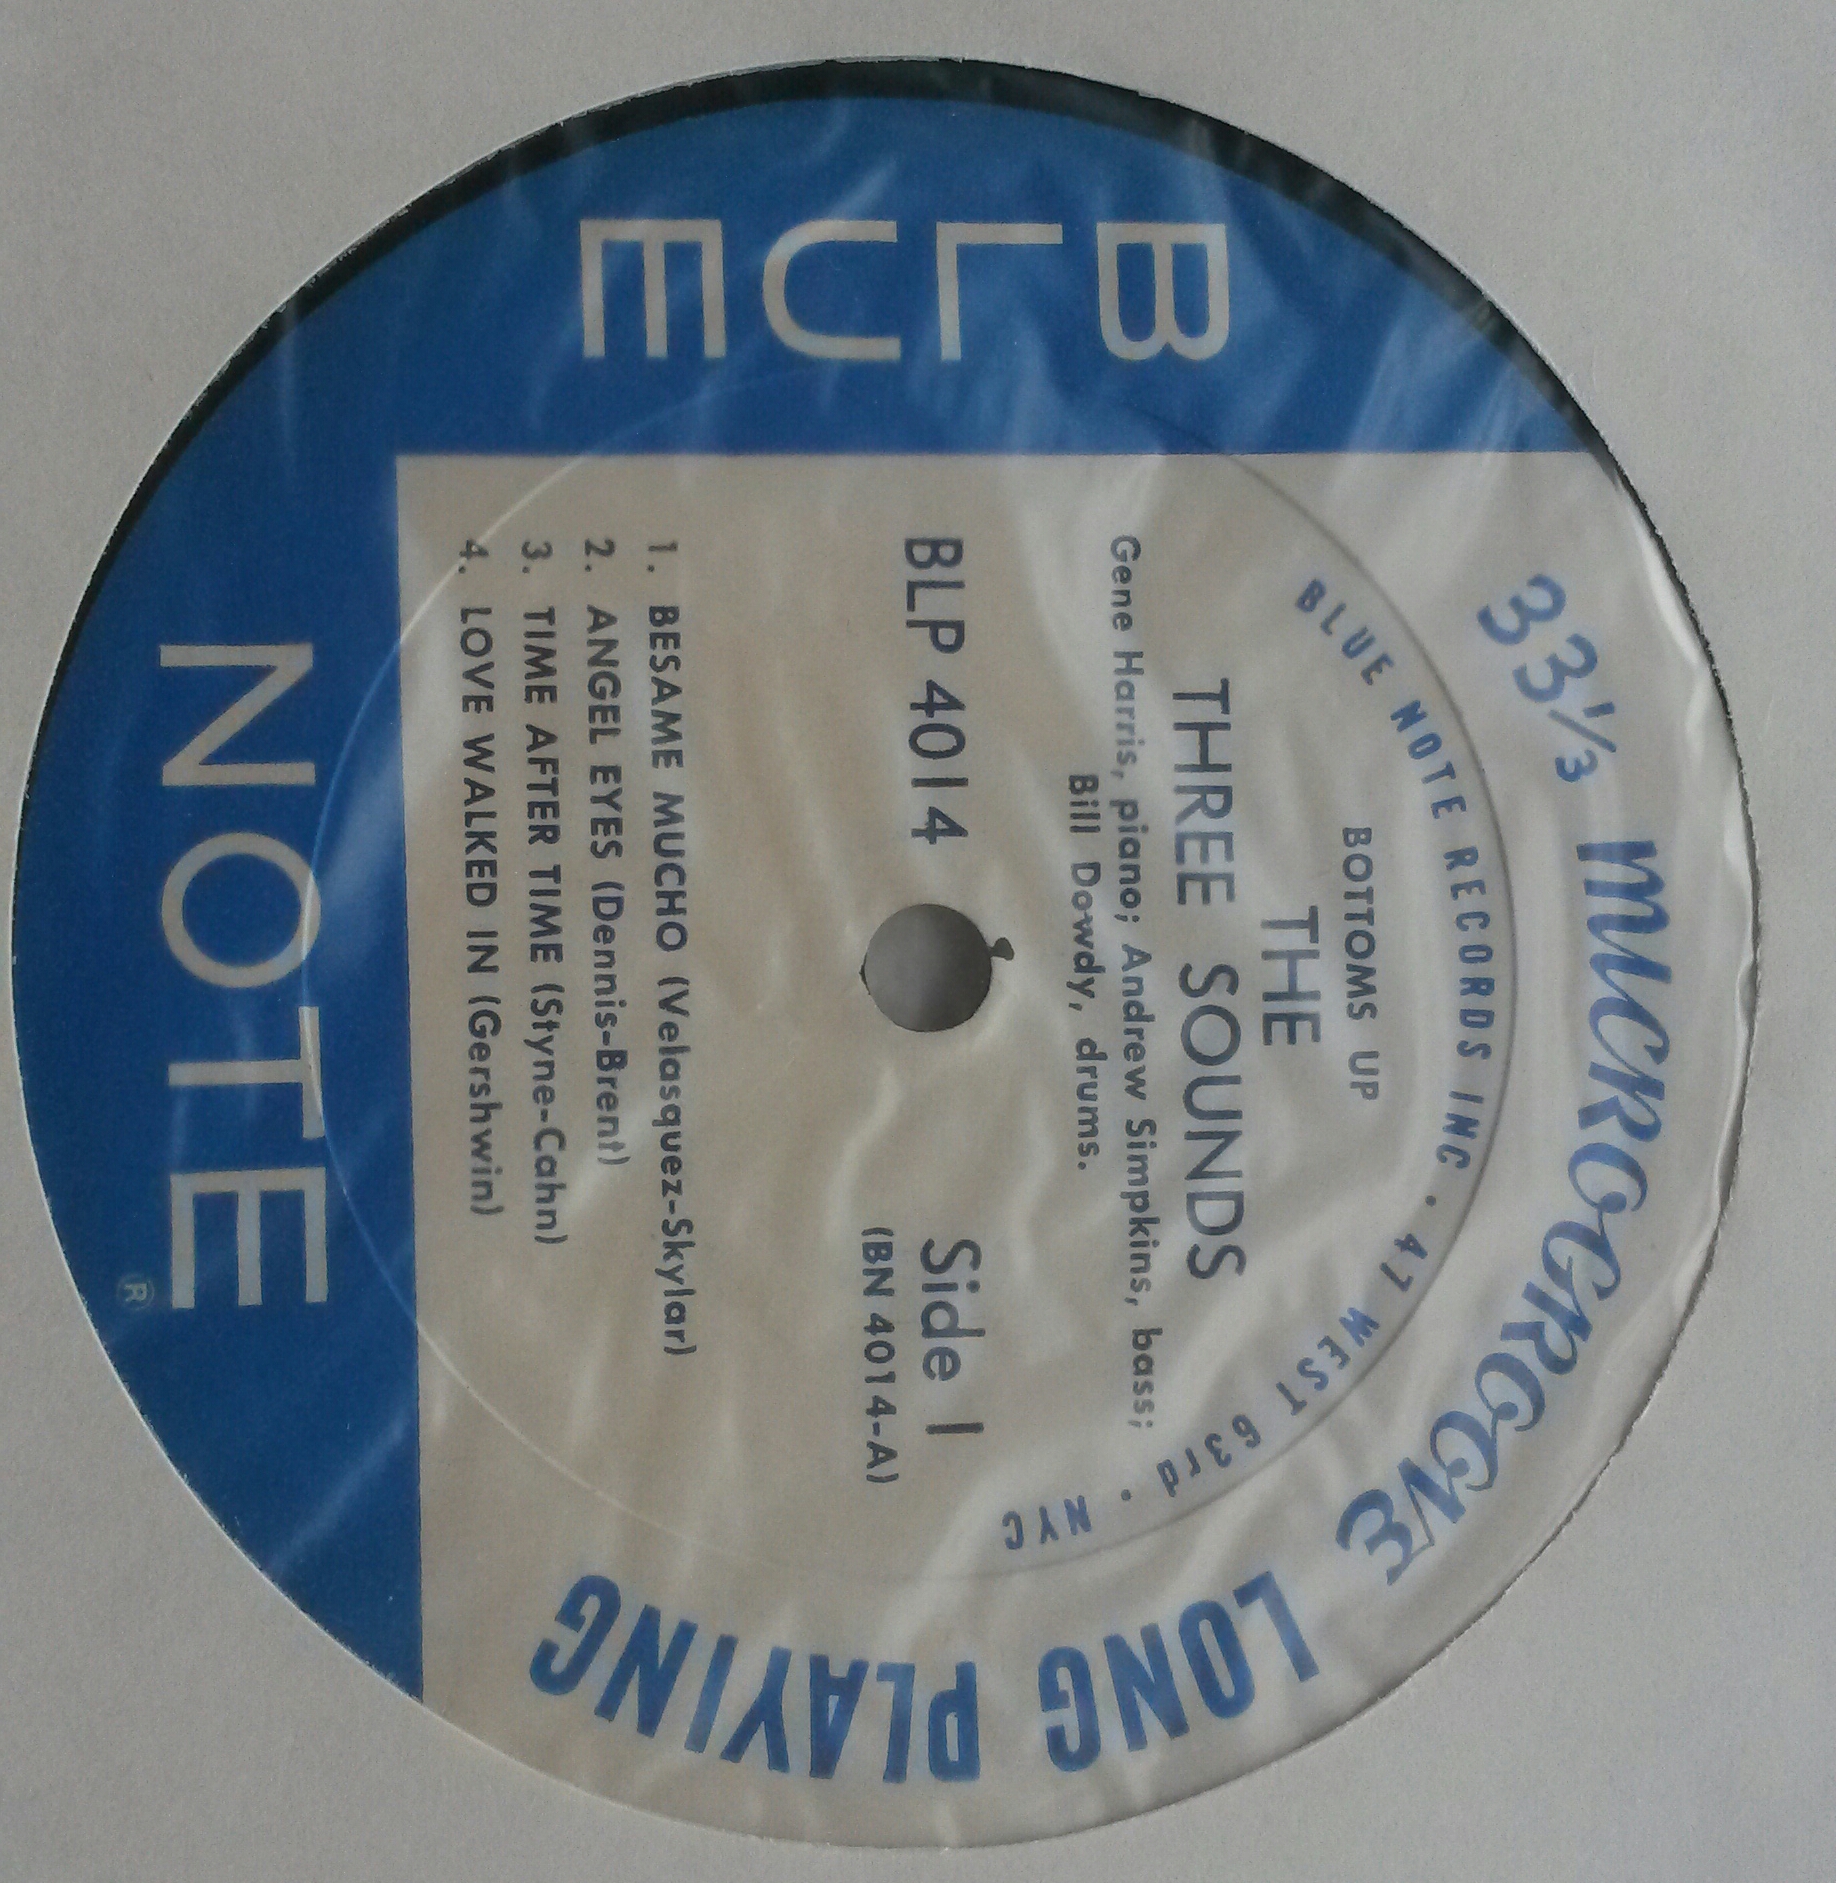 33⅓ MICROGROOVE LONG PLAYING
BLUE NOTE RECORDS INC • 47 WEST 63rd • NYC
BOTTOMS UP
THE
THREE SOUNDS
Gene Harris, piano; Andrew Simpkins, bass;
Bill Dowdy, drums.
BLP 4014 Side 1
(BN 4014-A)
1. BESAME MUCHO (Velasquez-Skylar)
2. ANGEL EYES (Dennis-Brent)
3. TIME AFTER TIME (Styne-Cahn)
4. LOVE WALKED IN (Gershwin)
BLUE
NOTE ®